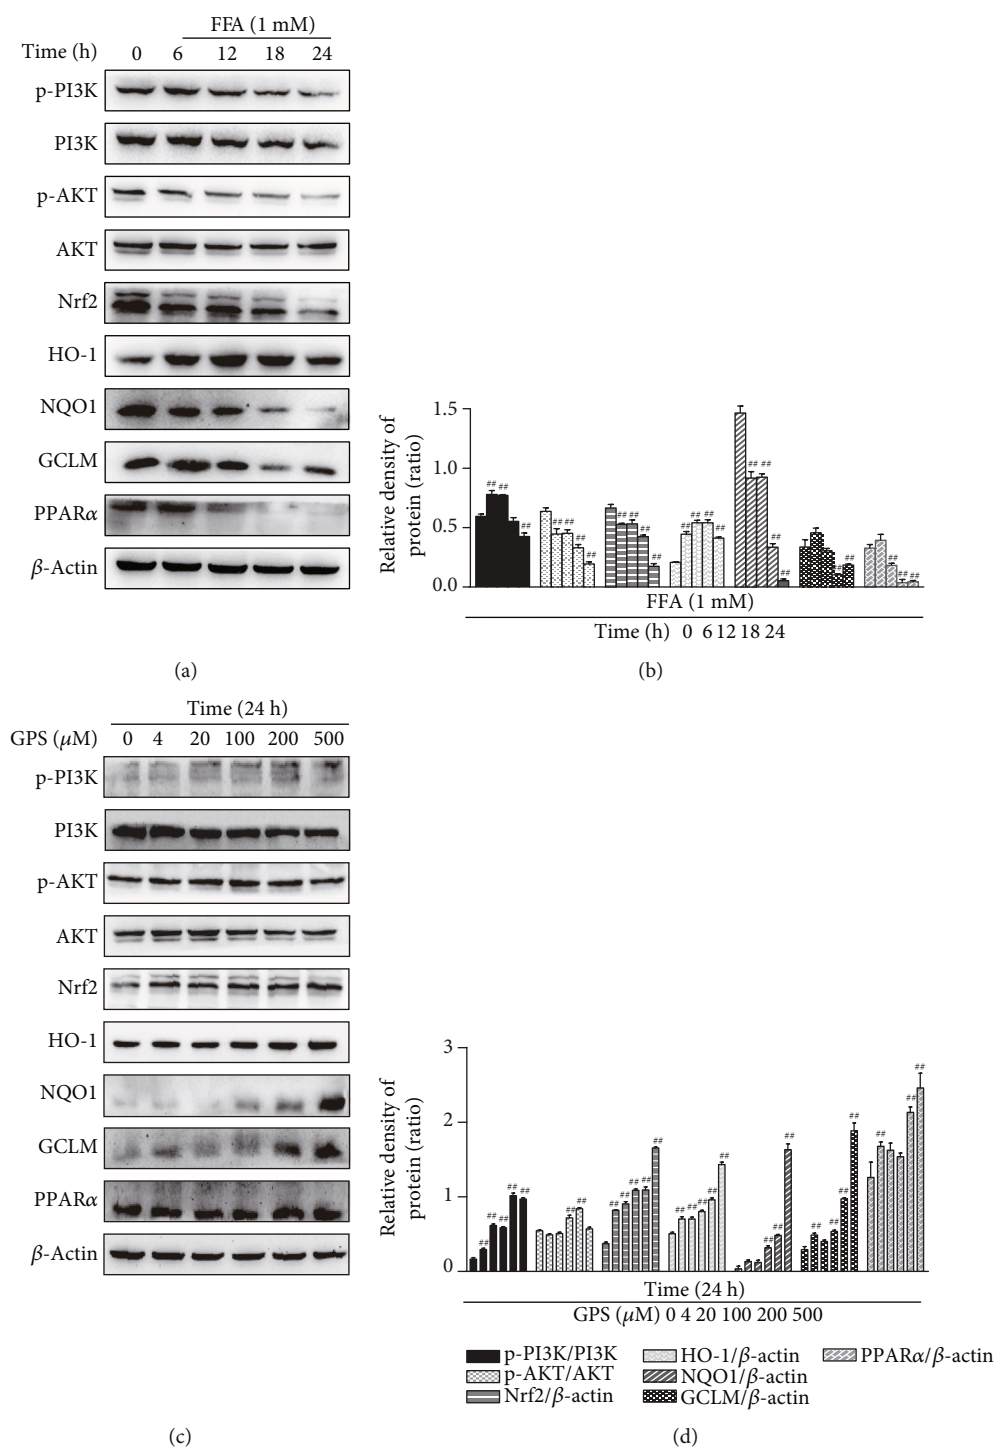 FFA (1 mM)
Time (h) 0 6 12 18 24
p-PI3K
PI3K
p-AKT
AKT
Nrf2
HO-1
NQO1
GCLM
PPARα
β-Actin
(a)
Relative density of
protein (ratio)
1.5
1.0
0.5
0.0
## ##
## ##
##
##
##
## ##
##
##
##
## ##
##
## ##
##
##
##
##
##
## ##
FFA (1 mM)
Time (h) 0 6 12 18 24
(b)
Time (24 h)
GPS (μM) 0 4 20 100 200 500
p-PI3K
PI3K
p-AKT
AKT
Nrf2
HO-1
NQO1
GCLM
PPARα
β-Actin
(c)
Relative density of
protein (ratio)
3
2
1
0
##
## ##
## ##
##
##
## ##
## ##
##
## ##
##
##
##
## ##
##
##
##
##
##
##
##
##
Time (24 h)
GPS (μM) 0 4 20 100 200 500
p-PI3K/PI3K
p-AKT/AKT
Nrf2/β-actin
HO-1/β-actin
NQO1/β-actin
GCLM/β-actin
PPARα/β-actin
(d)